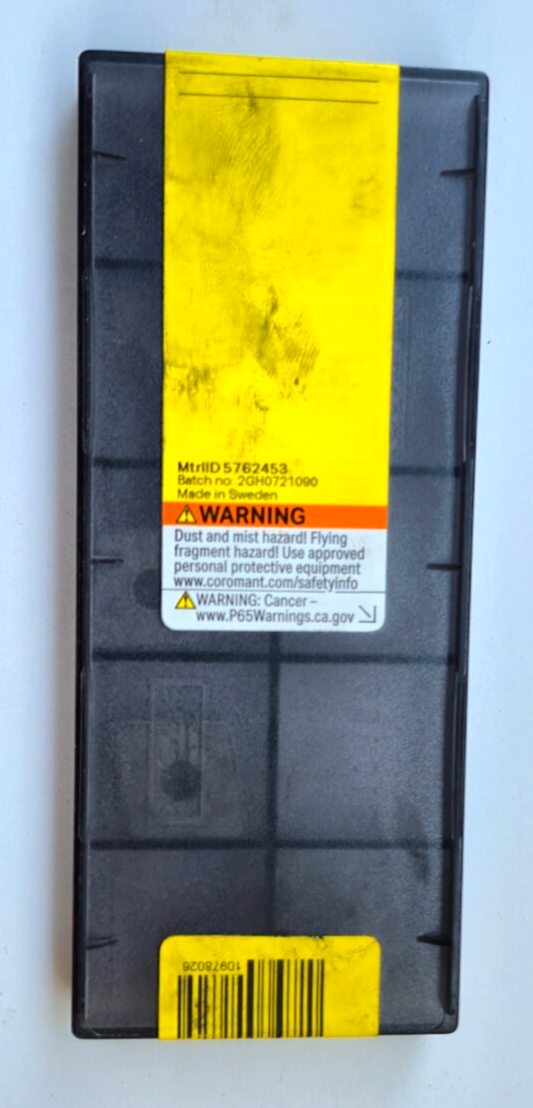 MtrlID 5762453
Batch no: 2GH0721090
Made in Sweden
WARNING
Dust and mist hazard! Flying
fragment hazard! Use approved
personal protective equipment
www.coromant.com/safetyinfo
WARNING: Cancer –
www.P65Warnings.ca.gov
10978026